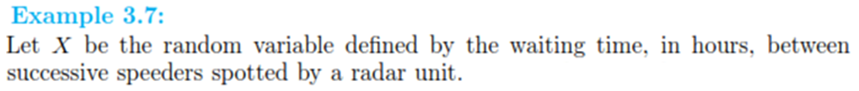 Example 3.7:
Let X be the random variable defined by the waiting time, in hours, between
successive speeders spotted by a radar unit.